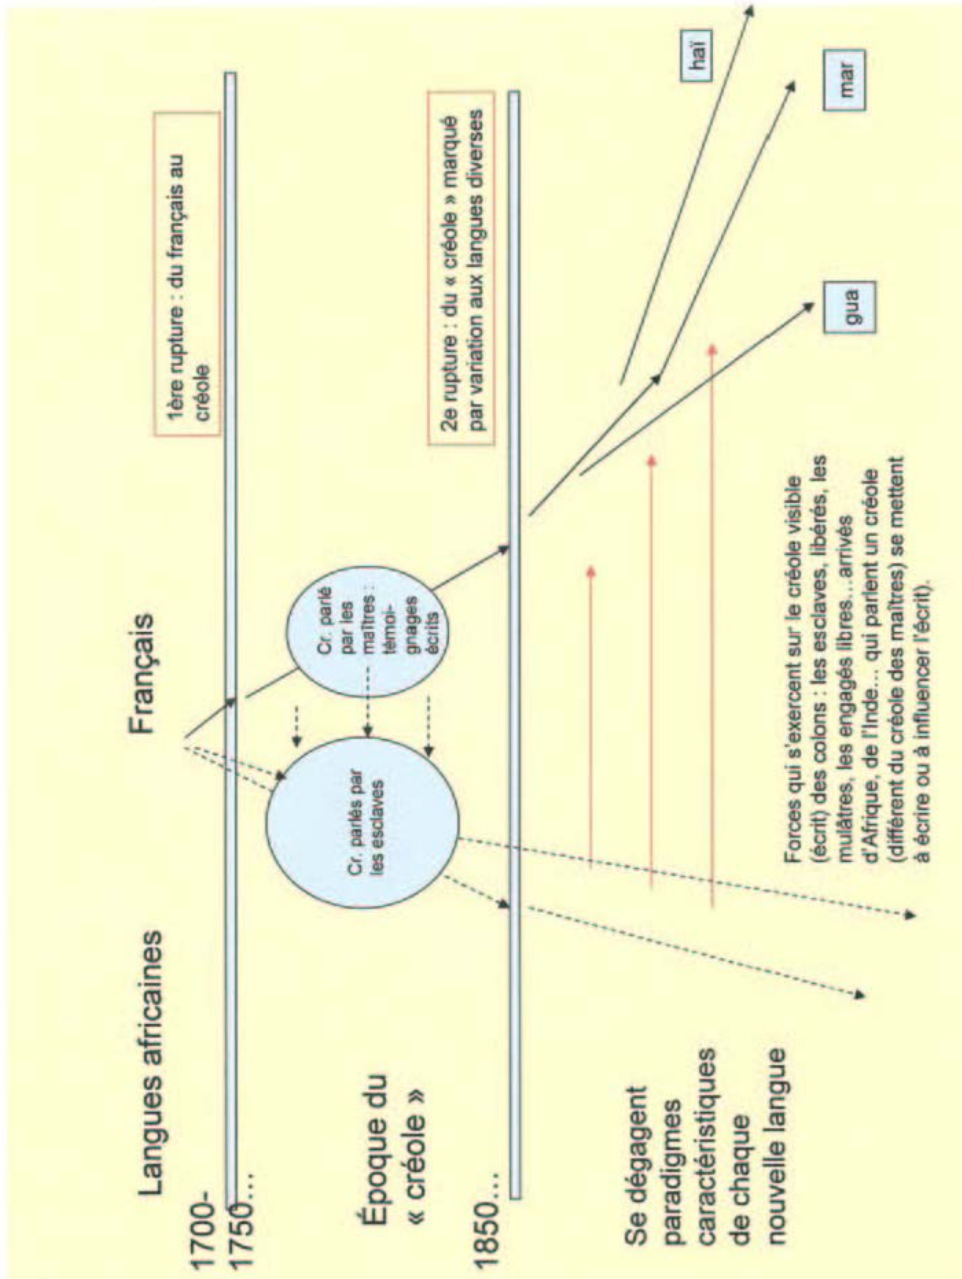 Langues africaines
Français
1700-
1750...
1ère rupture : du français au
créole
Époque du
« créole »
Cr. parlés par
les esclaves
Cr. parlé
par les
maîtres :
témoi-
gnages
écrits
1850...
2e rupture : du « créole » marqué
par variation aux langues diverses
Se dégagent
paradigmes
caractéristiques
de chaque
nouvelle langue
Forces qui s'exercent sur le créole visible
(écrit) des colons : les esclaves, libérés, les
mulâtres, les engagés libres...arrivés
d'Afrique, de l'Inde... qui parlent un créole
(différent du créole des maîtres) se mettent
à écrire ou à influencer l'écrit).
gua
mar
haï